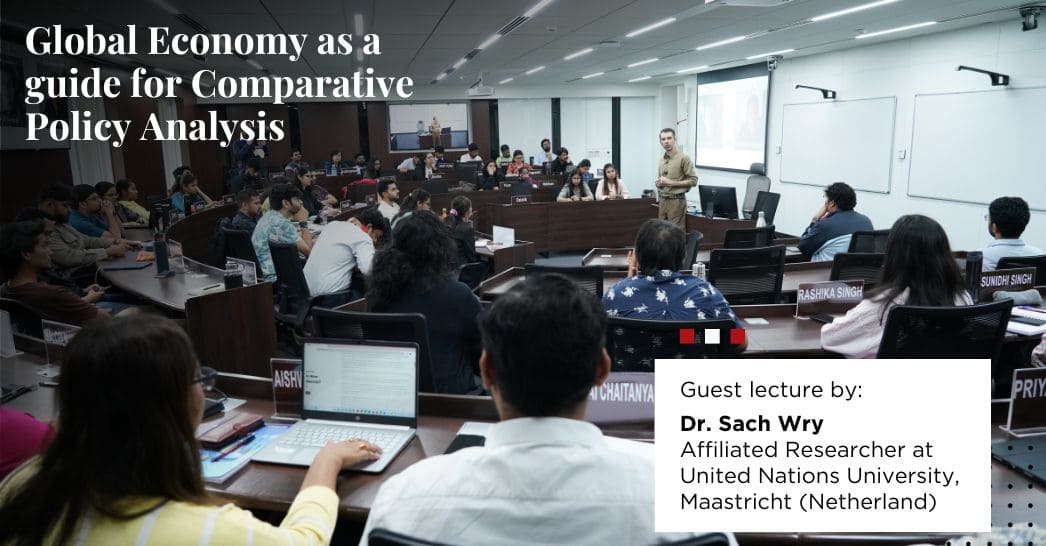 Global Economy as a
guide for Comparative
Policy Analysis
RASHIKA SINGH
SUNIDHI SINGH
AISHV
AI CHAITANYA
PRIY
Guest lecture by:
Dr. Sach Wry
Affiliated Researcher at
United Nations University,
Maastricht (Netherland)